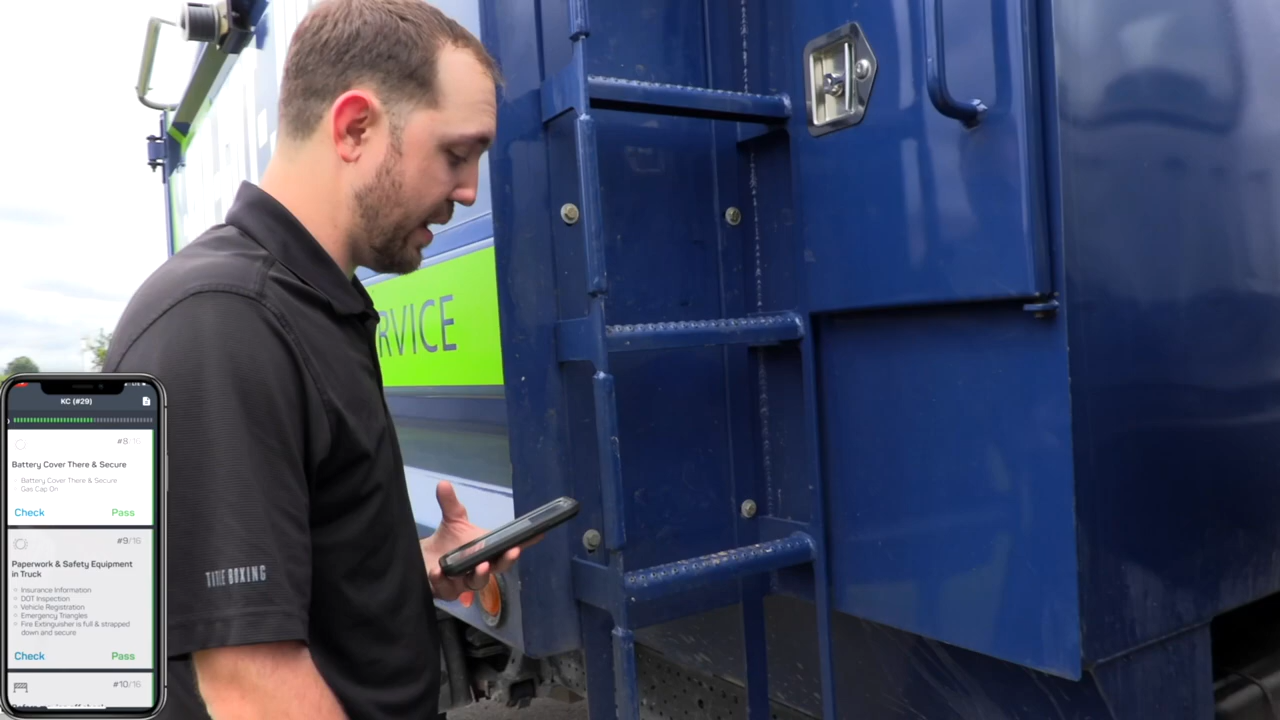 RVICE
TITLE BOXING
KC (#29)
#8/16
Battery Cover There & Secure
Battery Cover There & Secure
Gas Cap On
Check Pass
#9/16
Paperwork & Safety Equipment
in Truck
Insurance Information
DOT Inspection
Vehicle Registration
Emergency Triangles
Fire Extinguisher is full & strapped
down and secure
Check Pass
#10/16